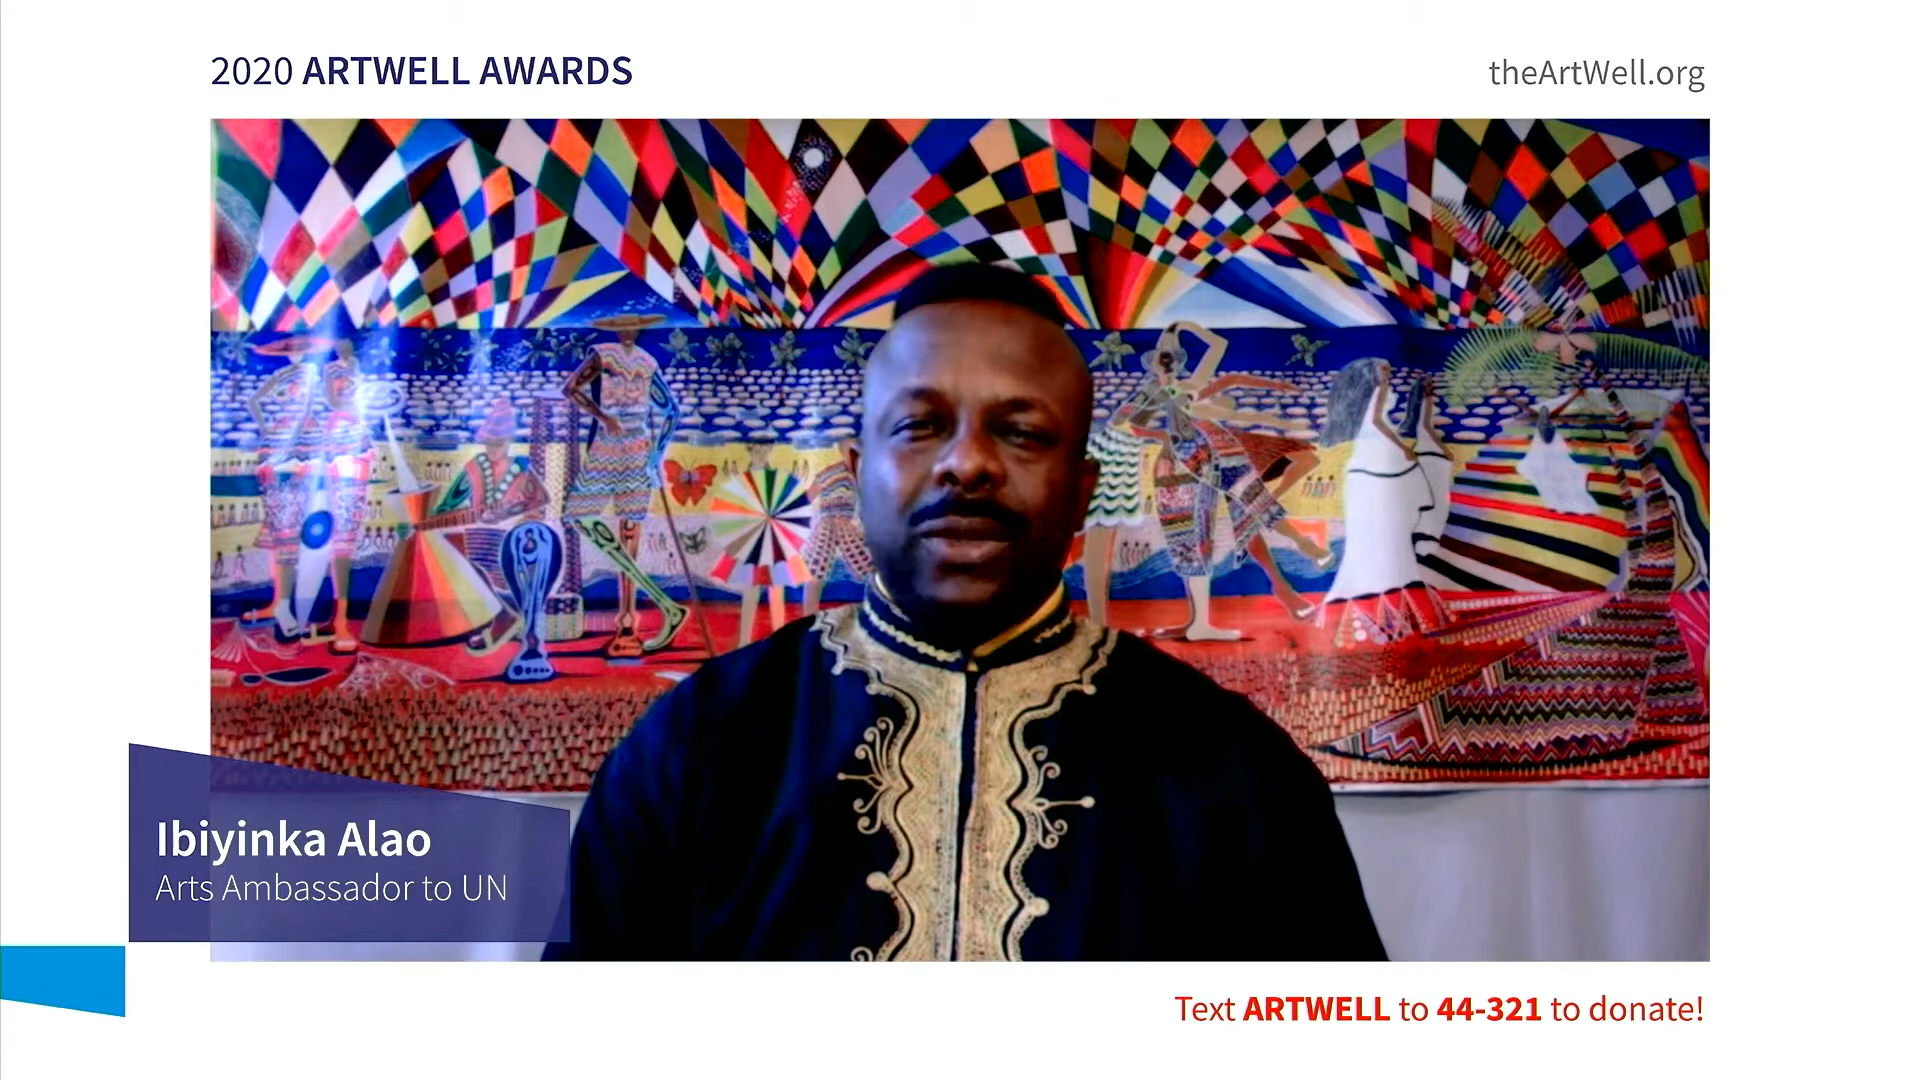 2020 ARTWELL AWARDS
theArtWell.org
Ibiyinka Alao
Arts Ambassador to UN
Text ARTWELL to 44-321 to donate!